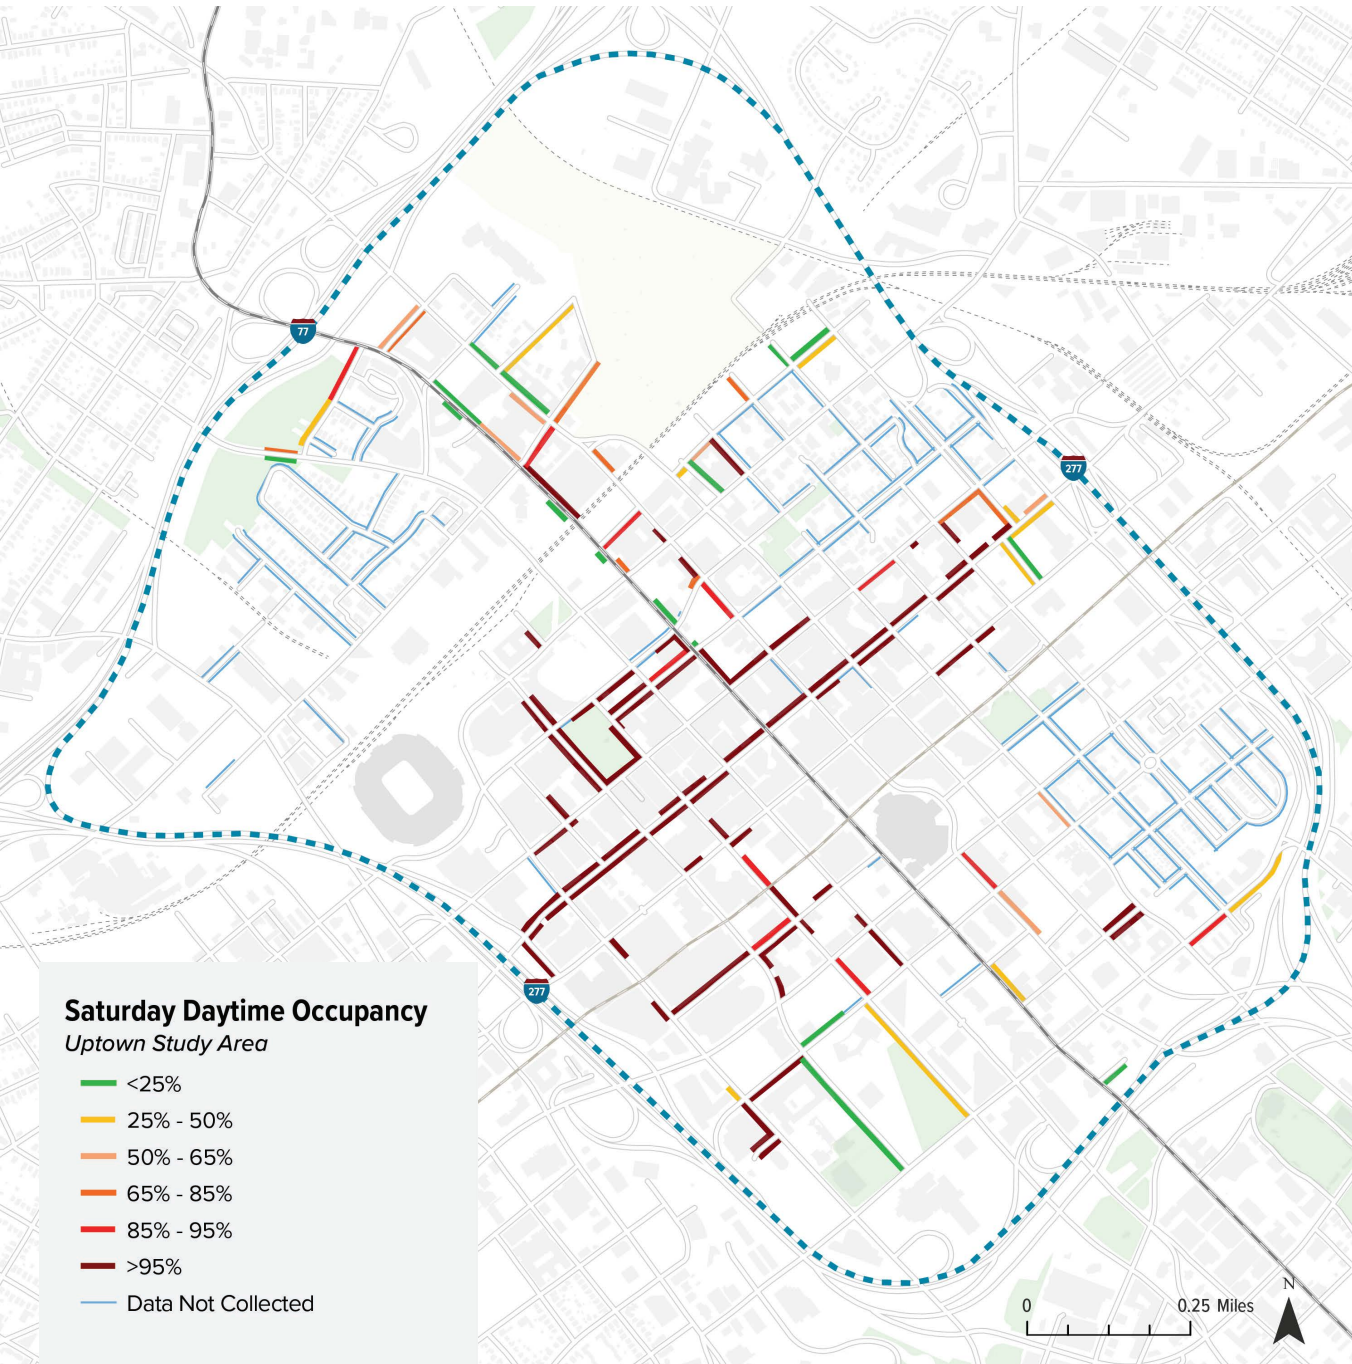 77
277
277
Saturday Daytime Occupancy
Uptown Study Area
<25%
25% - 50%
50% - 65%
65% - 85%
85% - 95%
>95%
Data Not Collected
N
0 0.25 Miles